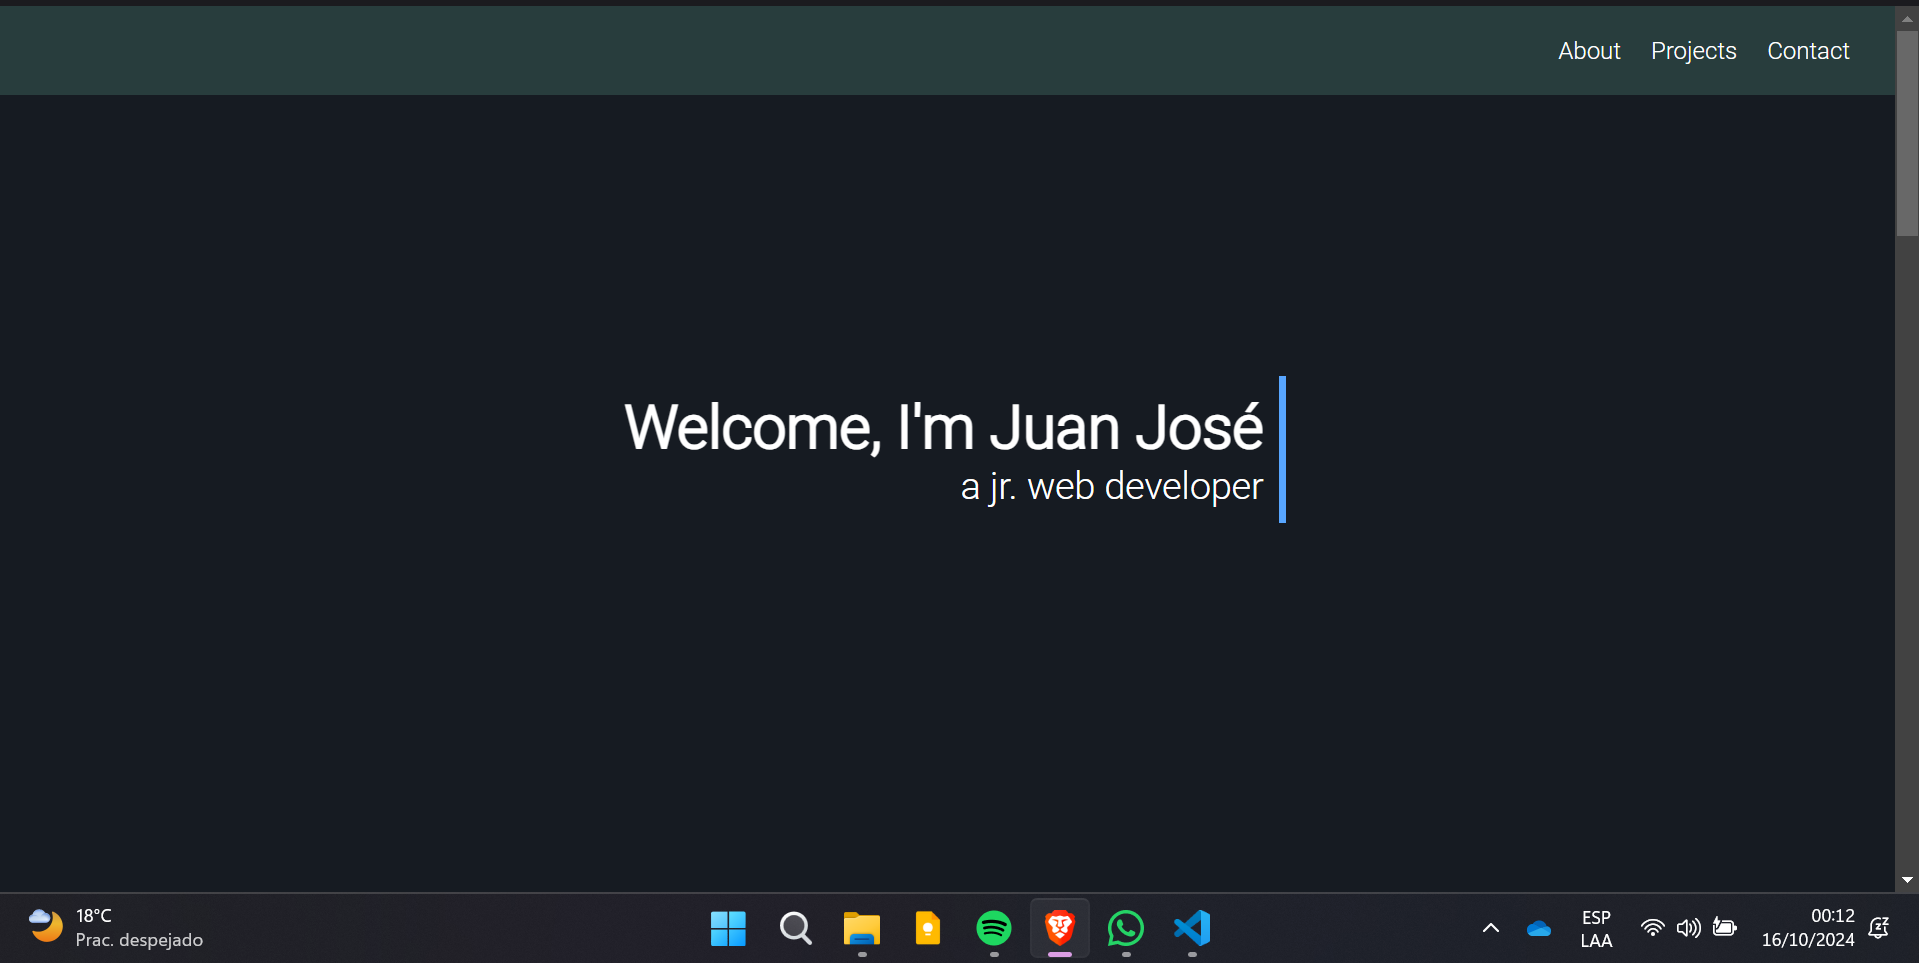 About Projects Contact
Welcome, I'm Juan José
a jr. web developer
18°C
Prac. despejado
ESP
LAA
00:12
16/10/2024